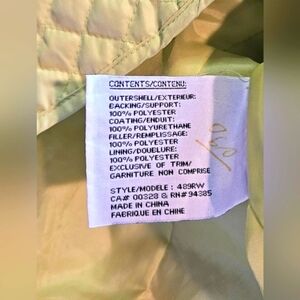 CONTENTS/CONTENU:
OUTERSHELL/EXTERIEUR:
BACKING/SUPPORT:
100% POLYESTER
COATING/ENDUIT:
100% POLYURETHANE
FILLER/REMPLISSAGE:
100% POLYESTER
LINING/DOUBLURE:
100% POLYESTER
EXCLUSIVE OF TRIM/
GARNITURE NON COMPRISE
STYLE/MODELE : 489RW
CA# 00328 & RN# 94385
MADE IN CHINA
FABRIQUE EN CHINE